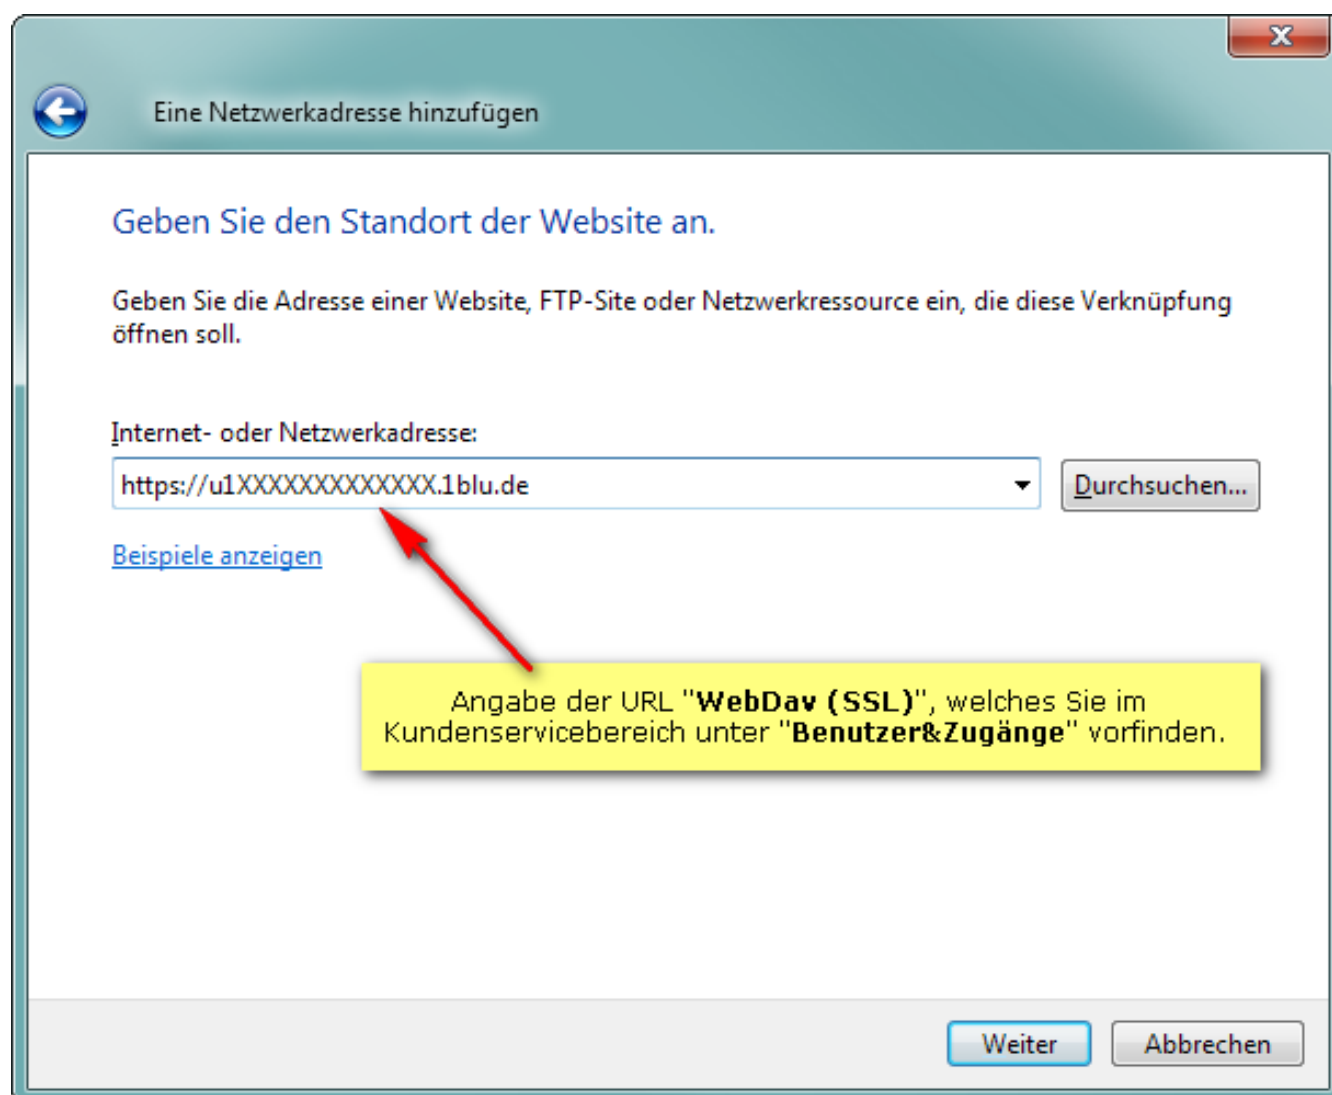 Eine Netzwerkadresse hinzufügen
Geben Sie den Standort der Website an.
Geben Sie die Adresse einer Website, FTP-Site oder Netzwerkressource ein, die diese Verknüpfung
öffnen soll.
Internet- oder Netzwerkadresse:
https://u1XXXXXXXXXXXXX.1blu.de
Durchsuchen...
Beispiele anzeigen
Angabe der URL "WebDav (SSL)", welches Sie im
Kundenservicebereich unter "Benutzer&Zugänge" vorfinden.
Weiter
Abbrechen